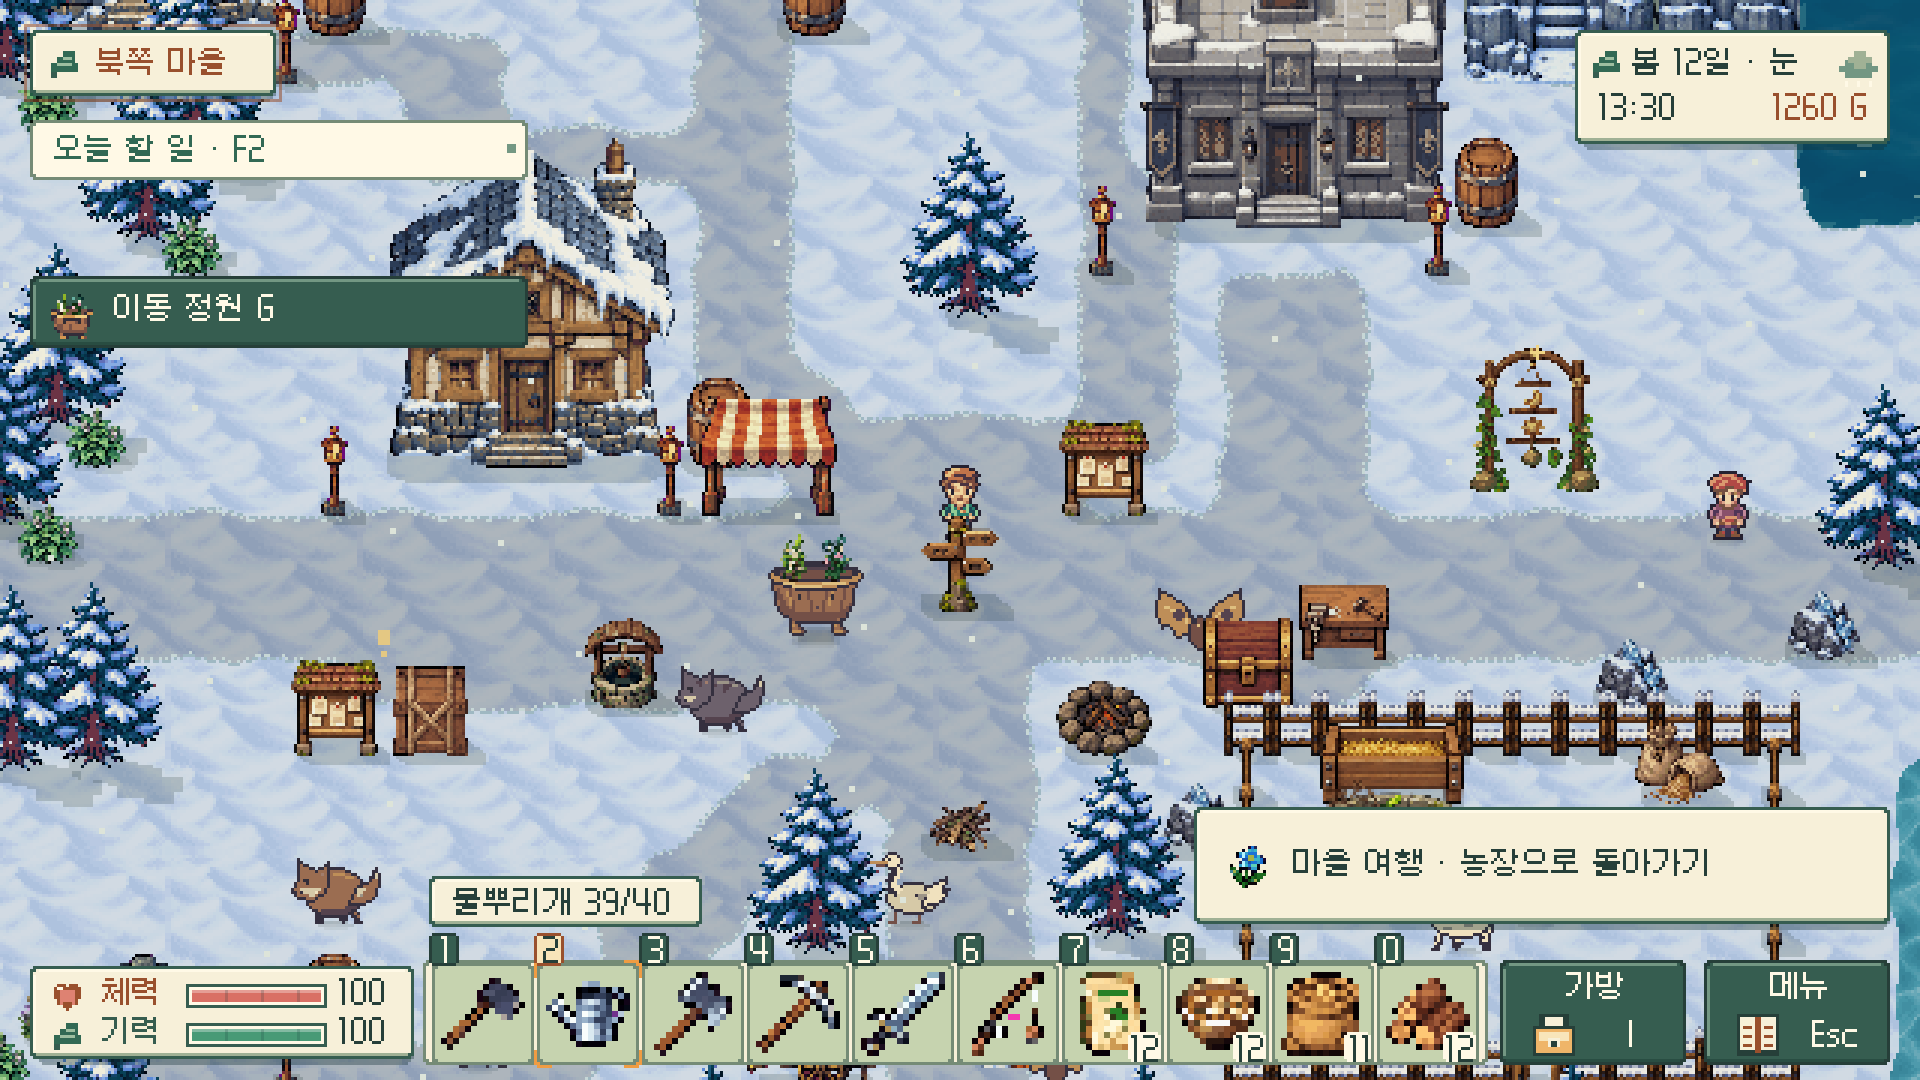 북쪽 마을
봄 12일 · 눈
13:30
1260 G
오늘 할 일 · F2
이동 정원 G
마을 여행 · 농장으로 돌아가기
물뿌리개 39/40
체력 100
기력 100
1
2
3
4
5
6
7
8
9
0
12
12
11
12
가방
I
메뉴
Esc